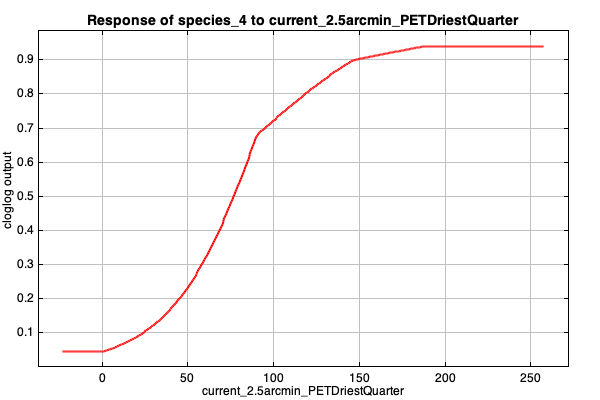 Response of species_4 to current_2.5arcmin_PETDriestQuarter
cloglog output
0.9
0.8
0.7
0.6
0.5
0.4
0.3
0.2
0.1
0 50 100 150 200 250
current_2.5arcmin_PETDriestQuarter